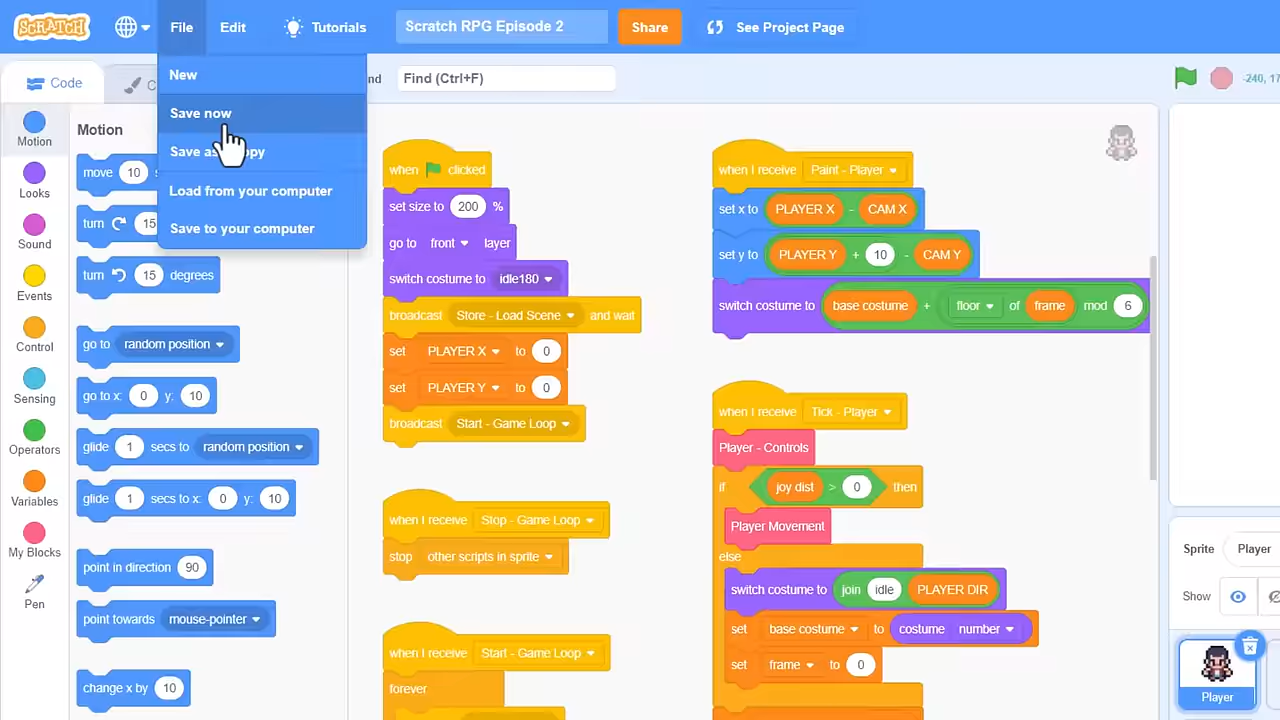 SCRATCH File Edit Tutorials Scratch RPG Episode 2 Share See Project Page
Code C nd Find (Ctrl+F) -240, 17
New
Save now
Save as opy
Load from your computer
Save to your computer
Motion
Looks
Sound
Events
Control
Sensing
Operators
Variables
My Blocks
Pen
Motion
move 10 s
turn 15
turn 15 degrees
go to random position
go to x: 0 y: 10
glide 1 secs to random position
glide 1 secs to x: 0 y: 10
point in direction 90
point towards mouse-pointer
change x by 10
when clicked
set size to 200 %
go to front layer
switch costume to idle180
broadcast Store - Load Scene and wait
set PLAYER X to 0
set PLAYER Y to 0
broadcast Start - Game Loop
when I receive Stop - Game Loop
stop other scripts in sprite
when I receive Start - Game Loop
forever
when I receive Paint - Player
set x to PLAYER X - CAM X
set y to PLAYER Y + 10 - CAM Y
switch costume to base costume + floor of frame mod 6
when I receive Tick - Player
Player - Controls
if joy dist > 0 then
Player Movement
else
switch costume to join idle PLAYER DIR
set base costume to costume number
set frame to 0
Sprite Player
Show
Player